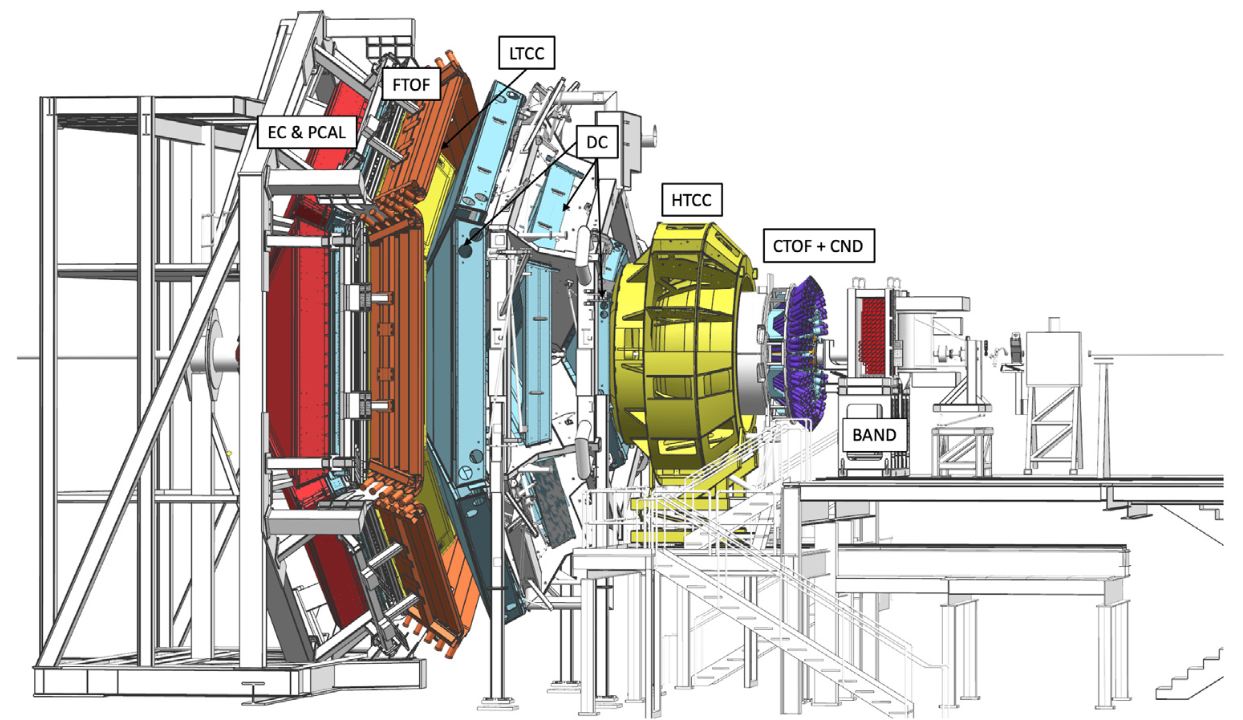 LTCC
FTOF
EC & PCAL
DC
HTCC
CTOF + CND
BAND